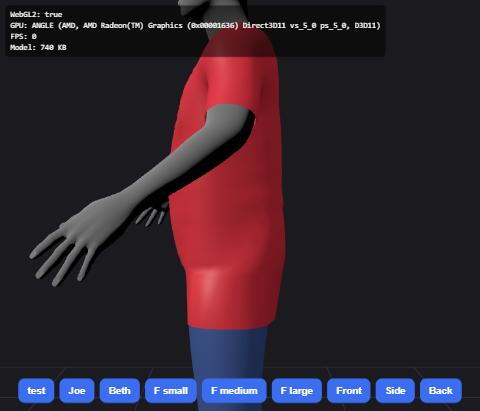 WebGL2: true
GPU: ANGLE (AMD, AMD Radeon(TM) Graphics (0x00001636) Direct3D11 vs_5_0 ps_5_0, D3D11)
FPS: 0
Model: 740 KB
test Joe Beth F small F medium F large Front Side Back